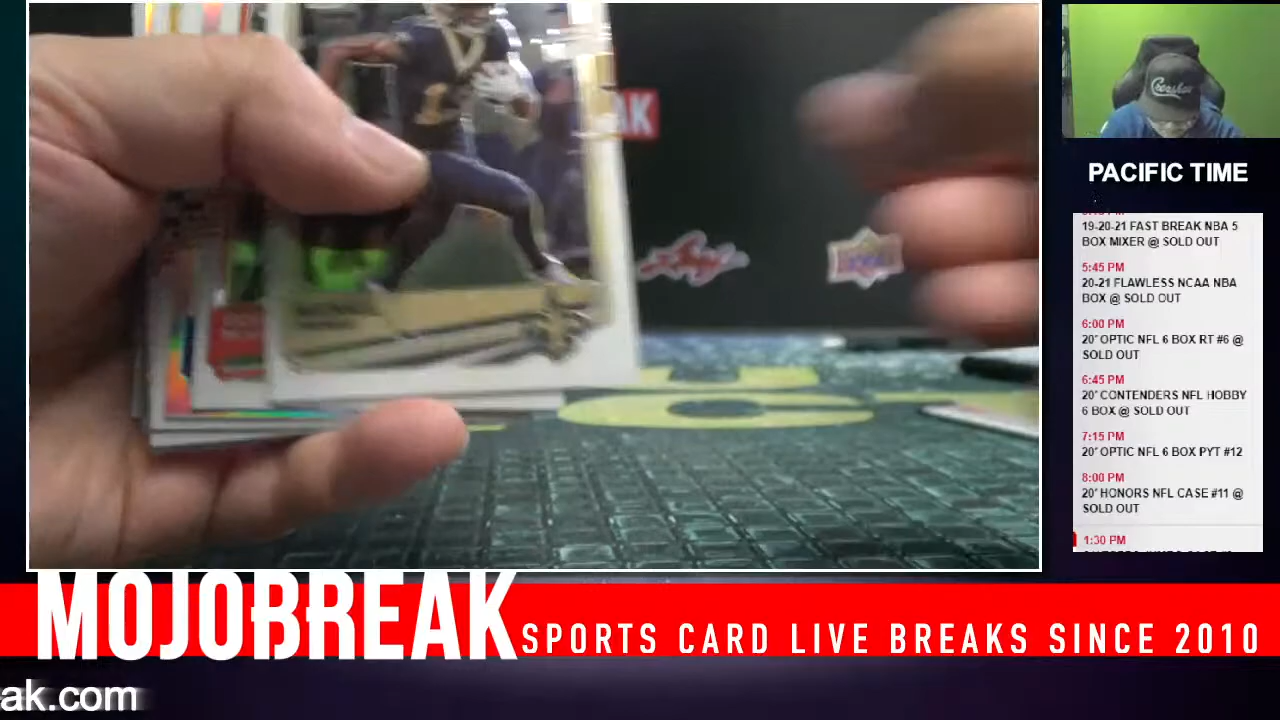 AK
PACIFIC TIME
19-20-21 FAST BREAK NBA 5
BOX MIXER @ SOLD OUT
5:45 PM
20-21 FLAWLESS NCAA NBA
BOX @ SOLD OUT
6:00 PM
20" OPTIC NFL 6 BOX RT #6 @
SOLD OUT
6:45 PM
20" CONTENDERS NFL HOBBY
6 BOX @ SOLD OUT
7:15 PM
20" OPTIC NFL 6 BOX PYT #12
8:00 PM
20" HONORS NFL CASE #11 @
SOLD OUT
1:30 PM
MOJOBREAK
SPORTS CARD LIVE BREAKS SINCE 2010
ak.com